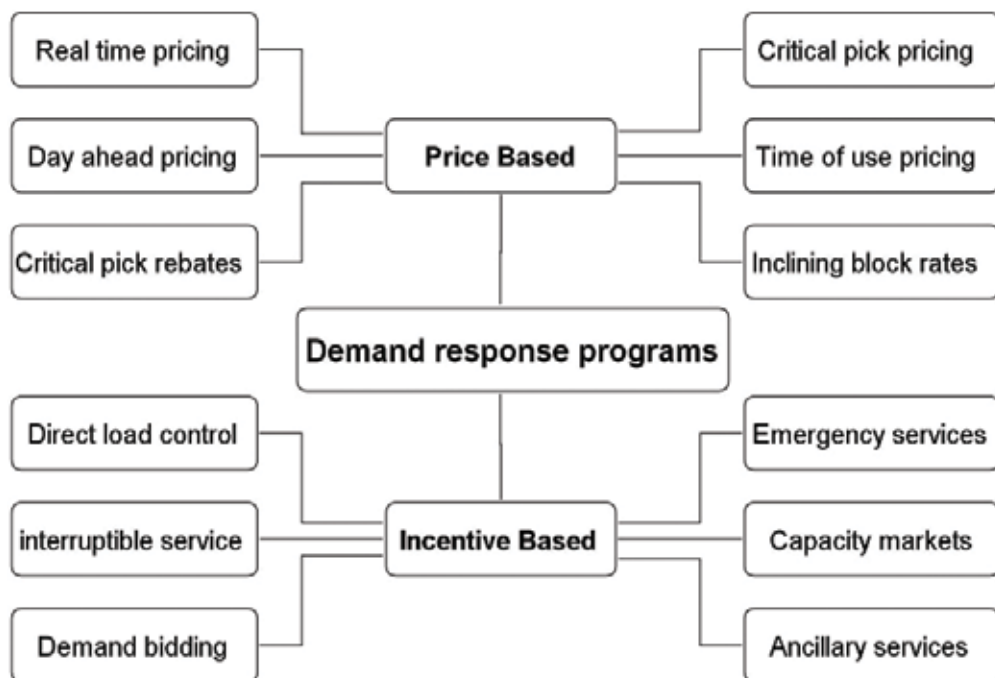 Real time pricing
Critical pick pricing
Day ahead pricing
Price Based
Time of use pricing
Critical pick rebates
Inclining block rates
Demand response programs
Direct load control
Emergency services
interruptible service
Incentive Based
Capacity markets
Demand bidding
Ancillary services